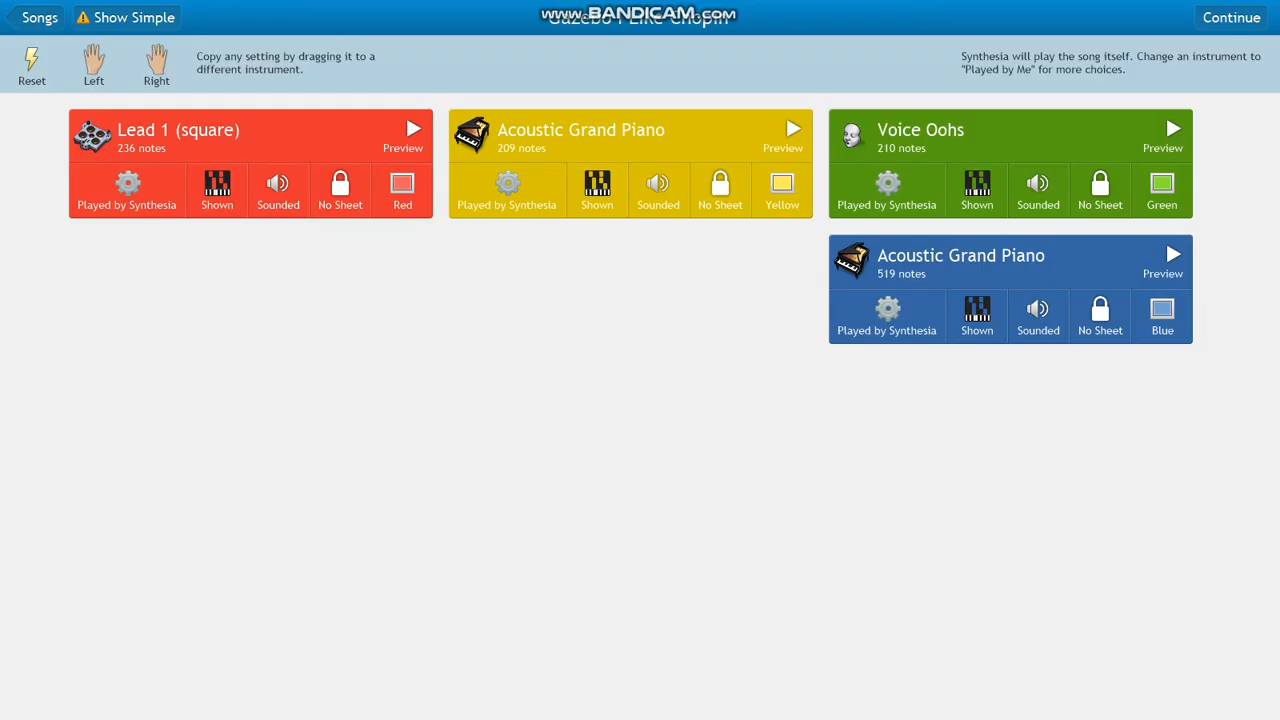 Songs
Show Simple
www.BANDICAM.com
Gazebo I Like Chopin
Continue
Reset
Left
Right
Copy any setting by dragging it to a
different instrument.
Synthesia will play the song itself. Change an instrument to
"Played by Me" for more choices.
Lead 1 (square)
236 notes
Preview
Played by Synthesia
Shown
Sounded
No Sheet
Red
Acoustic Grand Piano
209 notes
Preview
Played by Synthesia
Shown
Sounded
No Sheet
Yellow
Voice Oohs
210 notes
Preview
Played by Synthesia
Shown
Sounded
No Sheet
Green
Acoustic Grand Piano
519 notes
Preview
Played by Synthesia
Shown
Sounded
No Sheet
Blue